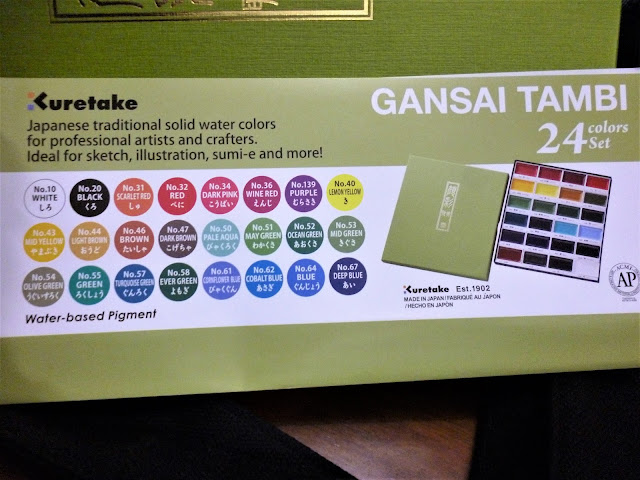 Kuretake
GANSAI TAMBI
24 colors Set
Japanese traditional solid water colors
for professional artists and crafters.
Ideal for sketch, illustration, sumi-e and more!
No.10 WHITE しろ
No.20 BLACK くろ
No.31 SCARLET RED しゅ
No.32 RED べに
No.34 DARK PINK こうばい
No.36 WINE RED えんじ
No.139 PURPLE むらさき
No.40 LEMON YELLOW き
No.43 MID YELLOW やまぶき
No.44 LIGHT BROWN おうど
No.46 BROWN たいしゃ
No.47 DARK BROWN こげちゃ
No.50 PALE AQUA びゃくろく
No.51 MAY GREEN わかくさ
No.52 OCEAN GREEN あおくさ
No.53 MID GREEN きぐさ
No.54 OLIVE GREEN うぐいすちゃ
No.55 GREEN ろくしょう
No.57 TURQUOISE GREEN ぐんろく
No.58 EVER GREEN よもぎ
No.61 CORNFLOWER BLUE びゃくぐん
No.62 COBALT BLUE あさぎ
No.64 BLUE ぐんじょう
No.67 DEEP BLUE あい
Water-based Pigment
Kuretake Est.1902
MADE IN JAPAN/FABRIQUÉ AU JAPON
/HECHO EN JAPON
AP